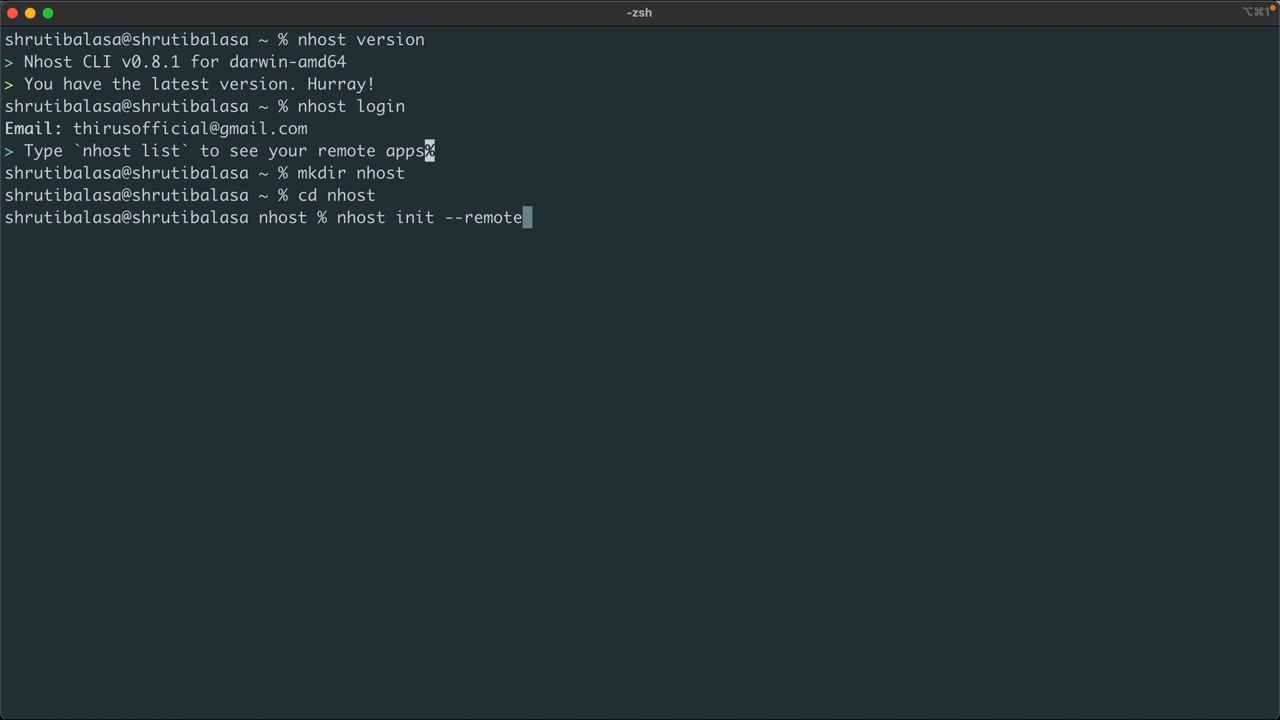 -zsh
⌥⌘1
shrutibalasa@shrutibalasa ~ % nhost version
> Nhost CLI v0.8.1 for darwin-amd64
> You have the latest version. Hurray!
shrutibalasa@shrutibalasa ~ % nhost login
Email: thirusofficial@gmail.com
> Type `nhost list` to see your remote apps%
shrutibalasa@shrutibalasa ~ % mkdir nhost
shrutibalasa@shrutibalasa ~ % cd nhost
shrutibalasa@shrutibalasa nhost % nhost init --remote